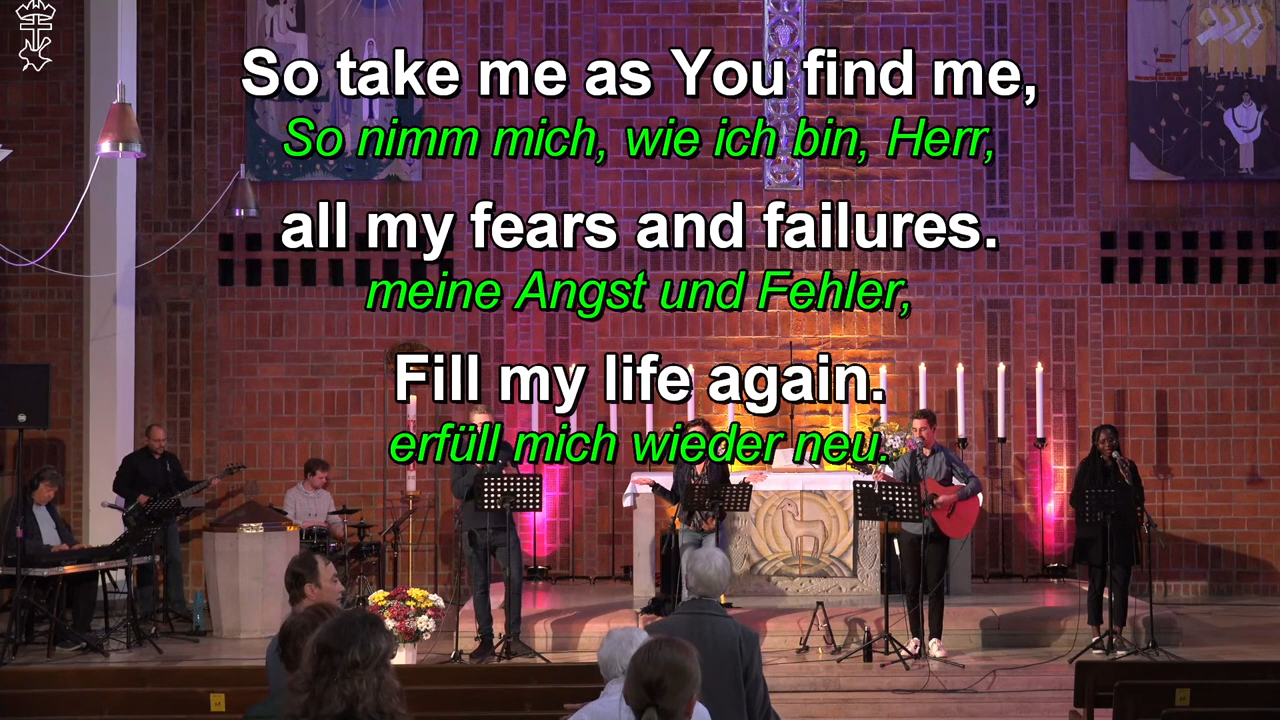 So take me as You find me,
So nimm mich, wie ich bin, Herr,
all my fears and failures.
meine Angst und Fehler,
Fill my life again.
erfüll mich wieder neu.